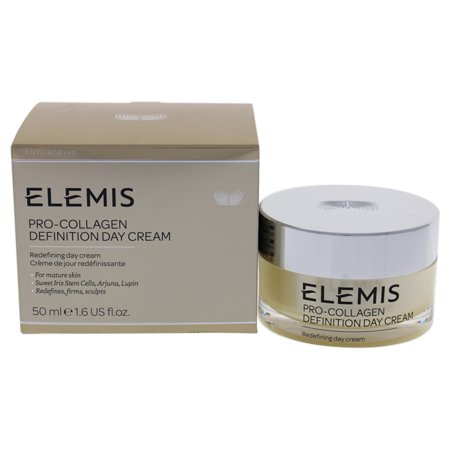 ANTI-AGEING
ELEMIS
PRO-COLLAGEN
DEFINITION DAY CREAM
Redefining day cream
Crème de jour redéfinissante
• For mature skin
• Sweet Iris Stem Cells, Arjuna, Lupin
• Redefines, firms, sculpts
50 ml e 1.6 US fl.oz.
ELEMIS
PRO-COLLAGEN
DEFINITION DAY CREAM
Redefining day cream